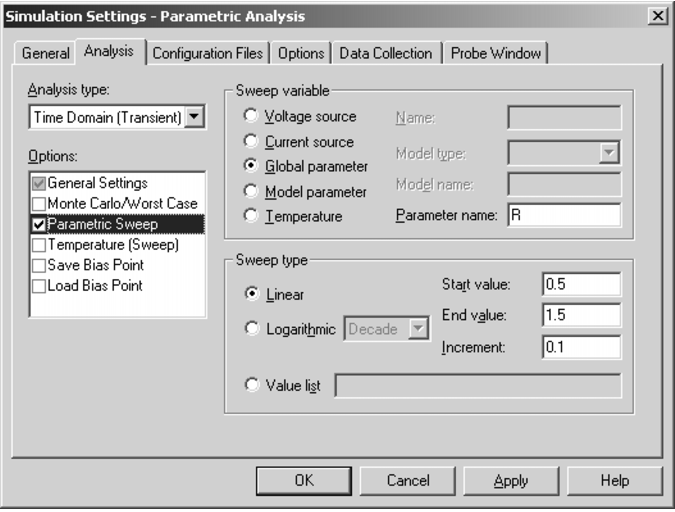 Simulation Settings - Parametric Analysis
General Analysis Configuration Files Options Data Collection Probe Window
Analysis type:
Time Domain (Transient)
Options:
General Settings
Monte Carlo/Worst Case
Parametric Sweep
Temperature (Sweep)
Save Bias Point
Load Bias Point
Sweep variable
Voltage source
Current source
Global parameter
Model parameter
Temperature
Name:
Model type:
Model name:
Parameter name: R
Sweep type
Linear
Logarithmic Decade
Value list
Start value: 0.5
End value: 1.5
Increment: 0.1
OK Cancel Apply Help